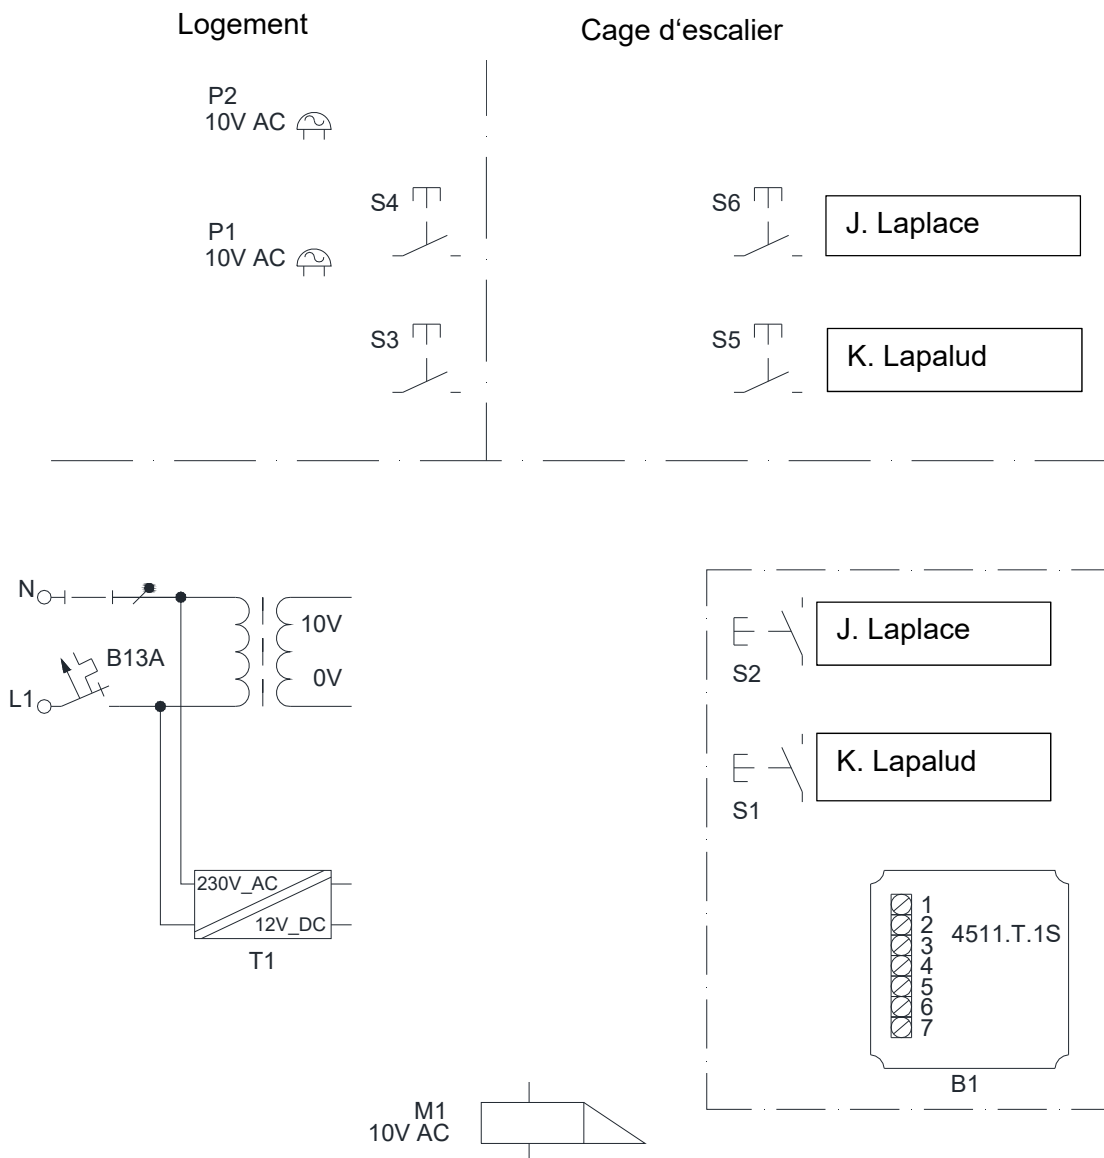 Logement
Cage d‘escalier
P2
10V AC
S4
S6
J. Laplace
P1
10V AC
S3
S5
K. Lapalud
N
10V
J. Laplace
B13A
0V
S2
L1
K. Lapalud
S1
230V_AC
12V_DC
T1
1
2
3
4
5
6
7
4511.T.1S
B1
M1
10V AC